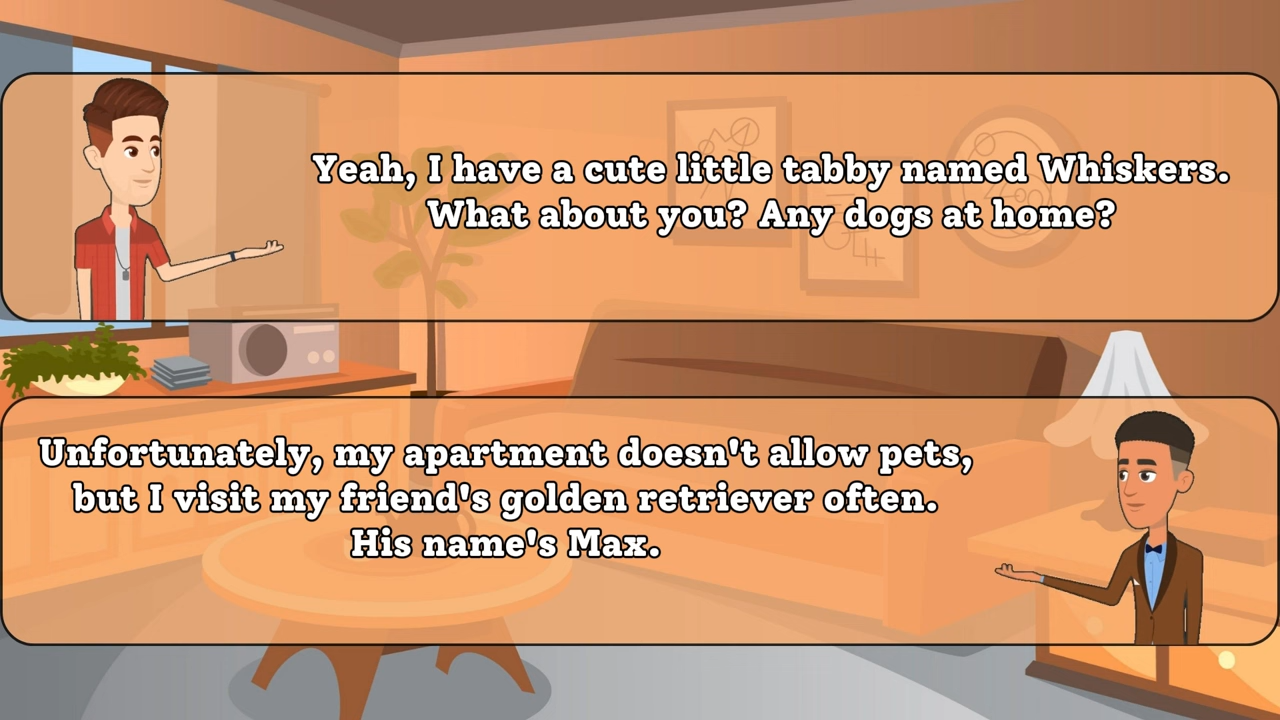 Yeah, I have a cute little tabby named Whiskers.
What about you? Any dogs at home?
Unfortunately, my apartment doesn't allow pets,
but I visit my friend's golden retriever often.
His name's Max.